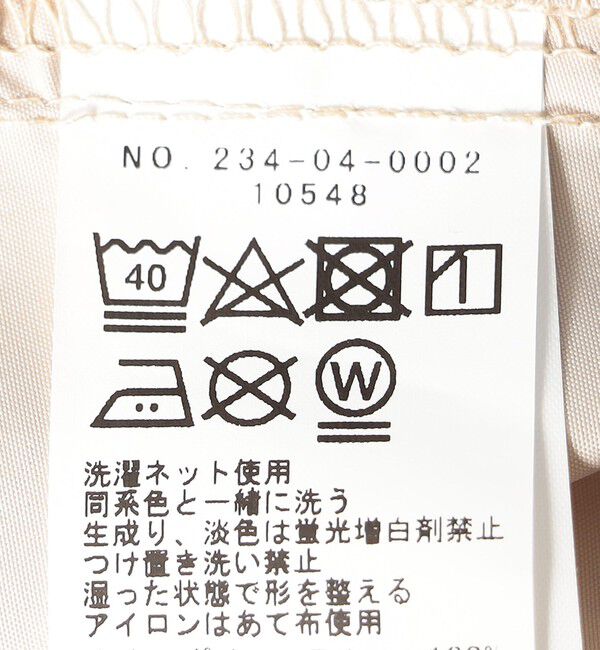 NO. 234-04-0002
10548
40
W
洗濯ネット使用
同系色と一緒に洗う
生成り、淡色は蛍光増白剤禁止
つけ置き洗い禁止
湿った状態で形を整える
アイロンはあて布使用